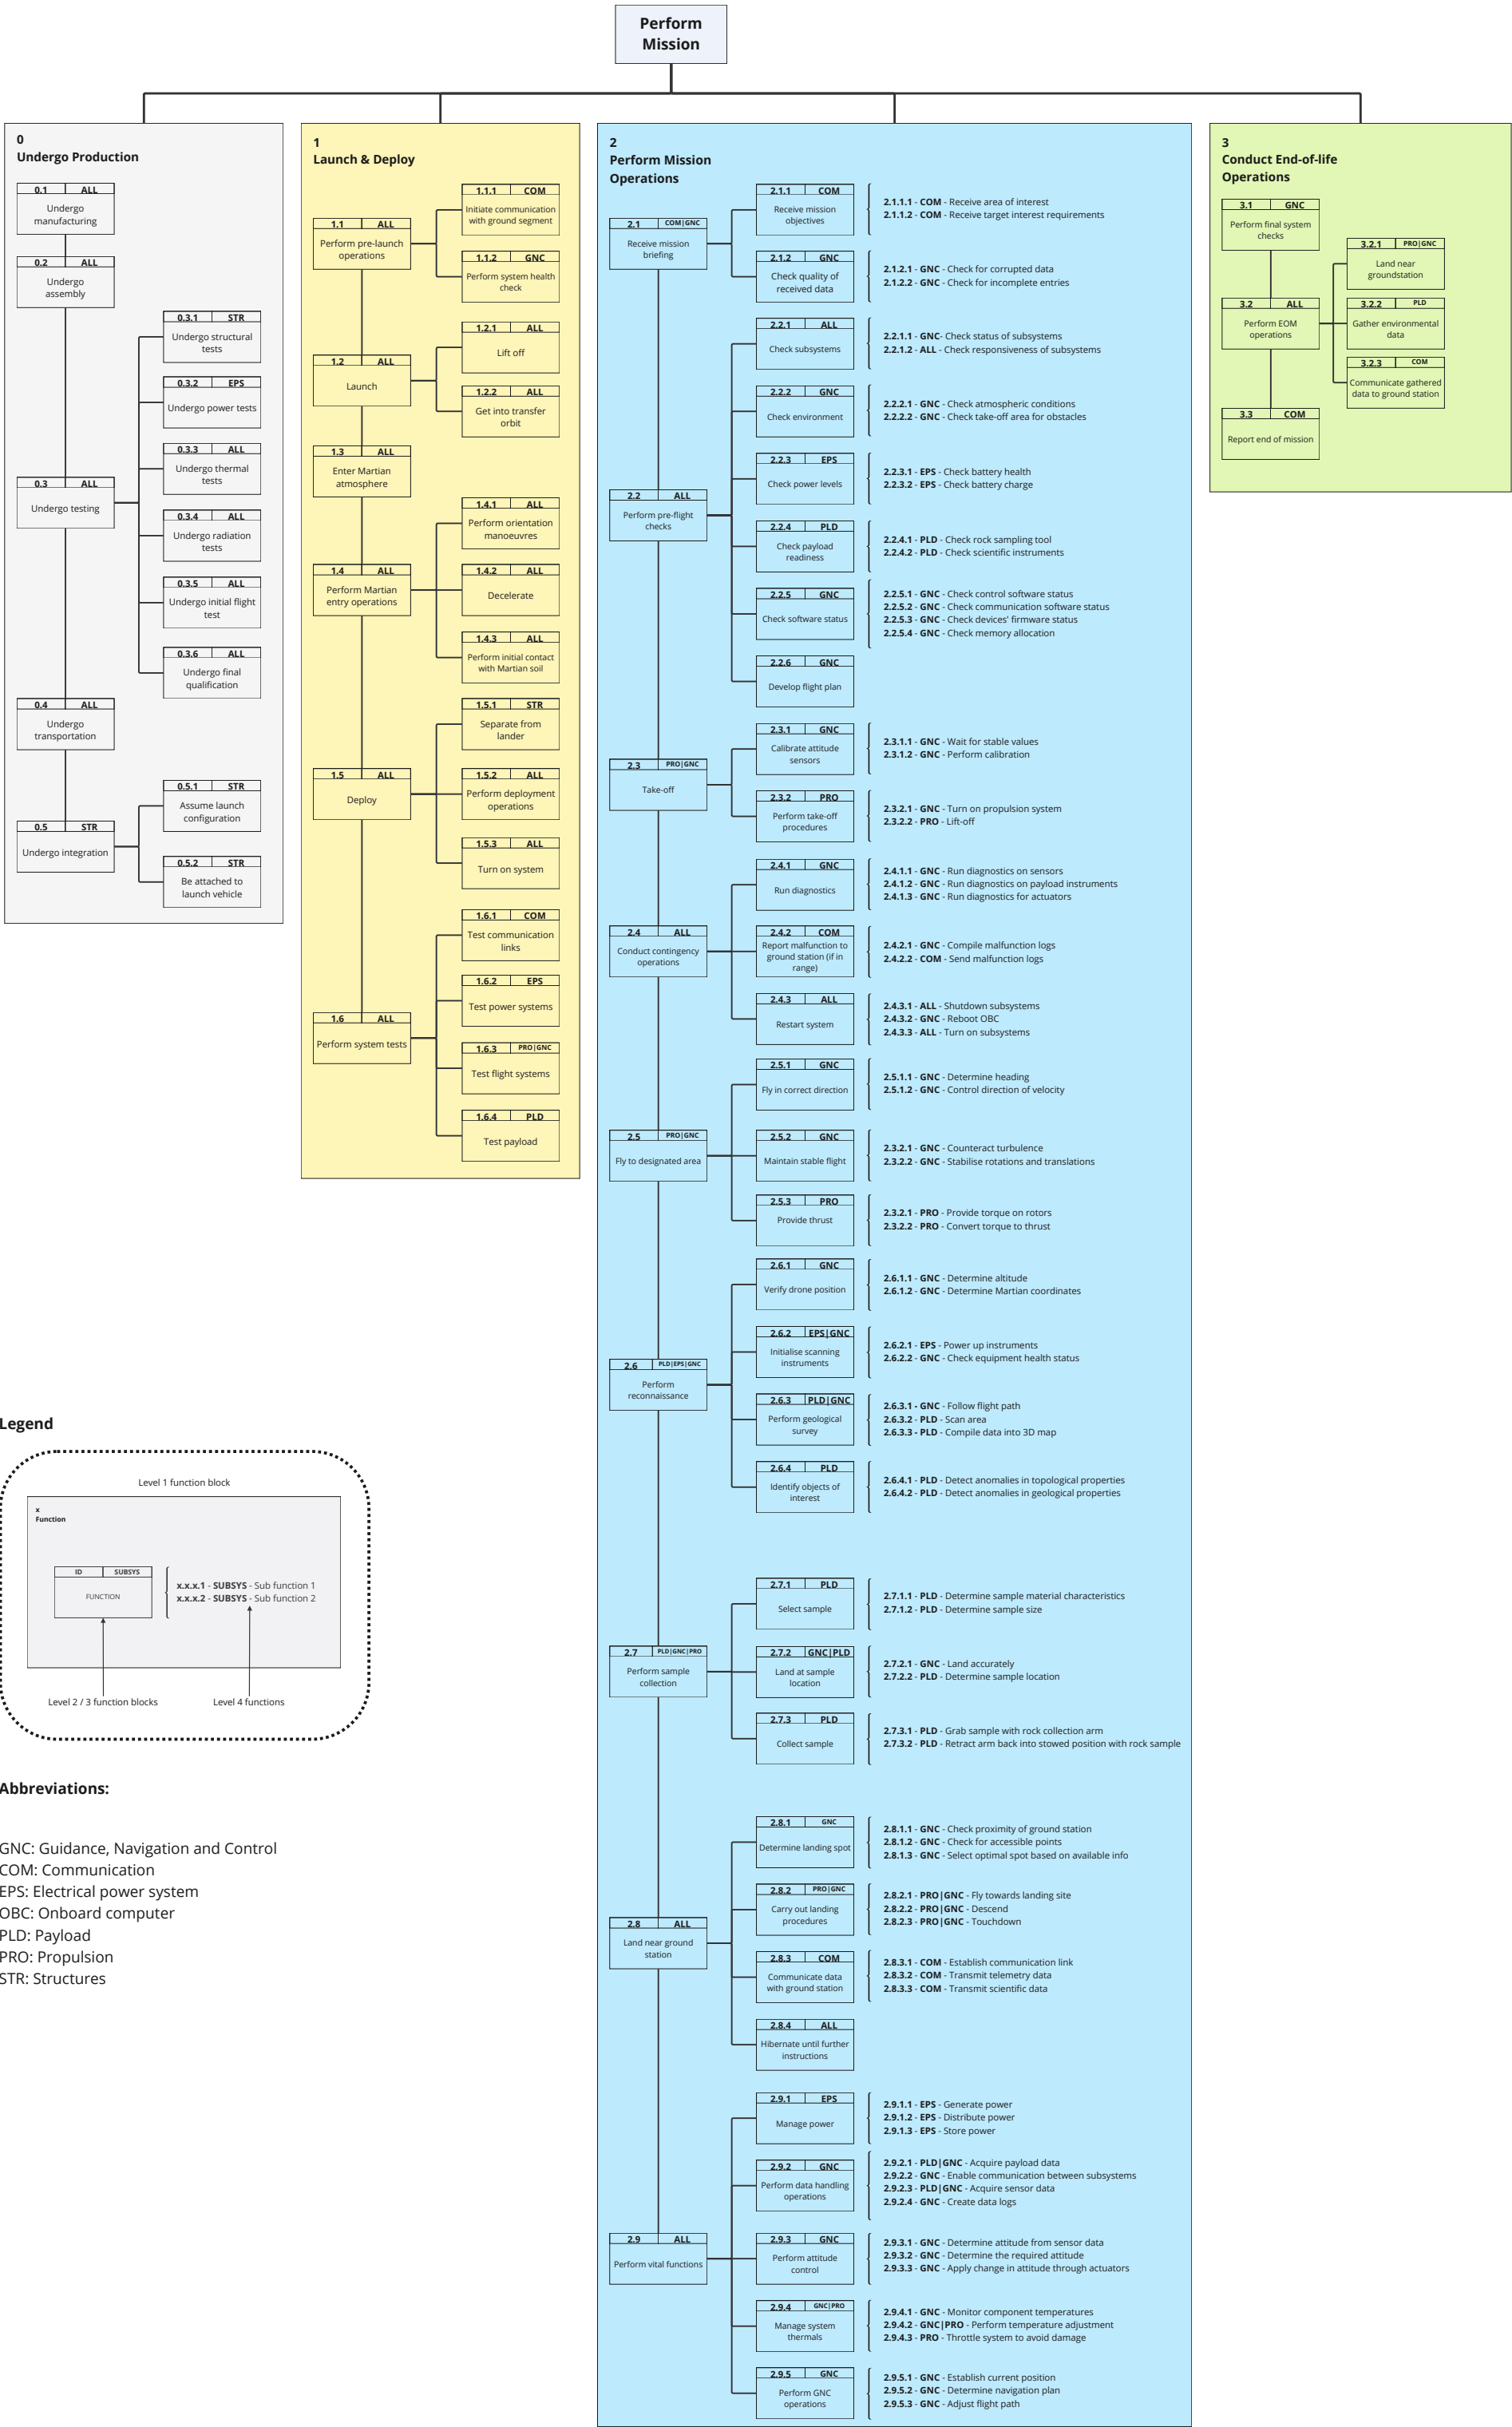 Perform
Mission
0
Undergo Production
0.1 ALL
Undergo
manufacturing
0.2 ALL
Undergo
assembly
0.3.1 STR
Undergo structural
tests
0.3.2 EPS
Undergo power tests
0.3.3 ALL
Undergo thermal
tests
0.3 ALL
Undergo testing
0.3.4 ALL
Undergo radiation
tests
0.3.5 ALL
Undergo initial flight
test
0.3.6 ALL
Undergo final
qualification
0.4 ALL
Undergo
transportation
0.5.1 STR
Assume launch
configuration
0.5 STR
Undergo integration
0.5.2 STR
Be attached to
launch vehicle
1
Launch & Deploy
1.1.1 COM
Initiate communication
with ground segment
1.1 ALL
Perform pre-launch
operations
1.1.2 GNC
Perform system health
check
1.2.1 ALL
Lift off
1.2 ALL
Launch
1.2.2 ALL
Get into transfer
orbit
1.3 ALL
Enter Martian
atmosphere
1.4.1 ALL
Perform orientation
manoeuvres
1.4 ALL
Perform Martian
entry operations
1.4.2 ALL
Decelerate
1.4.3 ALL
Perform initial contact
with Martian soil
1.5.1 STR
Separate from
lander
1.5 ALL
Deploy
1.5.2 ALL
Perform deployment
operations
1.5.3 ALL
Turn on system
1.6.1 COM
Test communication
links
1.6.2 EPS
Test power systems
1.6 ALL
Perform system tests
1.6.3 PRO|GNC
Test flight systems
1.6.4 PLD
Test payload
2
Perform Mission
Operations
2.1 COM|GNC
Receive mission
briefing
2.1.1 COM
Receive mission
objectives
2.1.1.1 - COM - Receive area of interest
2.1.1.2 - COM - Receive target interest requirements
2.1.2 GNC
Check quality of
received data
2.1.2.1 - GNC - Check for corrupted data
2.1.2.2 - GNC - Check for incomplete entries
2.2 ALL
Perform pre-flight
checks
2.2.1 ALL
Check subsystems
2.2.1.1 - GNC- Check status of subsystems
2.2.1.2 - ALL - Check responsiveness of subsystems
2.2.2 GNC
Check environment
2.2.2.1 - GNC - Check atmospheric conditions
2.2.2.2 - GNC - Check take-off area for obstacles
2.2.3 EPS
Check power levels
2.2.3.1 - EPS - Check battery health
2.2.3.2 - EPS - Check battery charge
2.2.4 PLD
Check payload
readiness
2.2.4.1 - PLD - Check rock sampling tool
2.2.4.2 - PLD - Check scientific instruments
2.2.5 GNC
Check software status
2.2.5.1 - GNC - Check control software status
2.2.5.2 - GNC - Check communication software status
2.2.5.3 - GNC - Check devices' firmware status
2.2.5.4 - GNC - Check memory allocation
2.2.6 GNC
Develop flight plan
2.3 PRO|GNC
Take-off
2.3.1 GNC
Calibrate attitude
sensors
2.3.1.1 - GNC - Wait for stable values
2.3.1.2 - GNC - Perform calibration
2.3.2 PRO
Perform take-off
procedures
2.3.2.1 - GNC - Turn on propulsion system
2.3.2.2 - PRO - Lift-off
2.4 ALL
Conduct contingency
operations
2.4.1 GNC
Run diagnostics
2.4.1.1 - GNC - Run diagnostics on sensors
2.4.1.2 - GNC - Run diagnostics on payload instruments
2.4.1.3 - GNC - Run diagnostics for actuators
2.4.2 COM
Report malfunction to
ground station (if in
range)
2.4.2.1 - GNC - Compile malfunction logs
2.4.2.2 - COM - Send malfunction logs
2.4.3 ALL
Restart system
2.4.3.1 - ALL - Shutdown subsystems
2.4.3.2 - GNC - Reboot OBC
2.4.3.3 - ALL - Turn on subsystems
2.5 PRO|GNC
Fly to designated area
2.5.1 GNC
Fly in correct direction
2.5.1.1 - GNC - Determine heading
2.5.1.2 - GNC - Control direction of velocity
2.5.2 GNC
Maintain stable flight
2.3.2.1 - GNC - Counteract turbulence
2.3.2.2 - GNC - Stabilise rotations and translations
2.5.3 PRO
Provide thrust
2.3.2.1 - PRO - Provide torque on rotors
2.3.2.2 - PRO - Convert torque to thrust
2.6 PLD|EPS|GNC
Perform
reconnaissance
2.6.1 GNC
Verify drone position
2.6.1.1 - GNC - Determine altitude
2.6.1.2 - GNC - Determine Martian coordinates
2.6.2 EPS|GNC
Initialise scanning
instruments
2.6.2.1 - EPS - Power up instruments
2.6.2.2 - GNC - Check equipment health status
2.6.3 PLD|GNC
Perform geological
survey
2.6.3.1 - GNC - Follow flight path
2.6.3.2 - PLD - Scan area
2.6.3.3 - PLD - Compile data into 3D map
2.6.4 PLD
Identify objects of
interest
2.6.4.1 - PLD - Detect anomalies in topological properties
2.6.4.2 - PLD - Detect anomalies in geological properties
2.7 PLD|GNC|PRO
Perform sample
collection
2.7.1 PLD
Select sample
2.7.1.1 - PLD - Determine sample material characteristics
2.7.1.2 - PLD - Determine sample size
2.7.2 GNC|PLD
Land at sample
location
2.7.2.1 - GNC - Land accurately
2.7.2.2 - PLD - Determine sample location
2.7.3 PLD
Collect sample
2.7.3.1 - PLD - Grab sample with rock collection arm
2.7.3.2 - PLD - Retract arm back into stowed position with rock sample
2.8 ALL
Land near ground
station
2.8.1 GNC
Determine landing spot
2.8.1.1 - GNC - Check proximity of ground station
2.8.1.2 - GNC - Check for accessible points
2.8.1.3 - GNC - Select optimal spot based on available info
2.8.2 PRO|GNC
Carry out landing
procedures
2.8.2.1 - PRO|GNC - Fly towards landing site
2.8.2.2 - PRO|GNC - Descend
2.8.2.3 - PRO|GNC - Touchdown
2.8.3 COM
Communicate data
with ground station
2.8.3.1 - COM - Establish communication link
2.8.3.2 - COM - Transmit telemetry data
2.8.3.3 - COM - Transmit scientific data
2.8.4 ALL
Hibernate until further
instructions
2.9 ALL
Perform vital functions
2.9.1 EPS
Manage power
2.9.1.1 - EPS - Generate power
2.9.1.2 - EPS - Distribute power
2.9.1.3 - EPS - Store power
2.9.2 GNC
Perform data handling
operations
2.9.2.1 - PLD|GNC - Acquire payload data
2.9.2.2 - GNC - Enable communication between subsystems
2.9.2.3 - PLD|GNC - Acquire sensor data
2.9.2.4 - GNC - Create data logs
2.9.3 GNC
Perform attitude
control
2.9.3.1 - GNC - Determine attitude from sensor data
2.9.3.2 - GNC - Determine the required attitude
2.9.3.3 - GNC - Apply change in attitude through actuators
2.9.4 GNC|PRO
Manage system
thermals
2.9.4.1 - GNC - Monitor component temperatures
2.9.4.2 - GNC|PRO - Perform temperature adjustment
2.9.4.3 - PRO - Throttle system to avoid damage
2.9.5 GNC
Perform GNC
operations
2.9.5.1 - GNC - Establish current position
2.9.5.2 - GNC - Determine navigation plan
2.9.5.3 - GNC - Adjust flight path
3
Conduct End-of-life
Operations
3.1 GNC
Perform final system
checks
3.2.1 PRO|GNC
Land near
groundstation
3.2 ALL
Perform EOM
operations
3.2.2 PLD
Gather environmental
data
3.2.3 COM
Communicate gathered
data to ground station
3.3 COM
Report end of mission
Legend
Level 1 function block
x
Function
ID SUBSYS
FUNCTION
x.x.x.1 - SUBSYS - Sub function 1
x.x.x.2 - SUBSYS - Sub function 2
Level 2 / 3 function blocks
Level 4 functions
Abbreviations:
GNC: Guidance, Navigation and Control
COM: Communication
EPS: Electrical power system
OBC: Onboard computer
PLD: Payload
PRO: Propulsion
STR: Structures